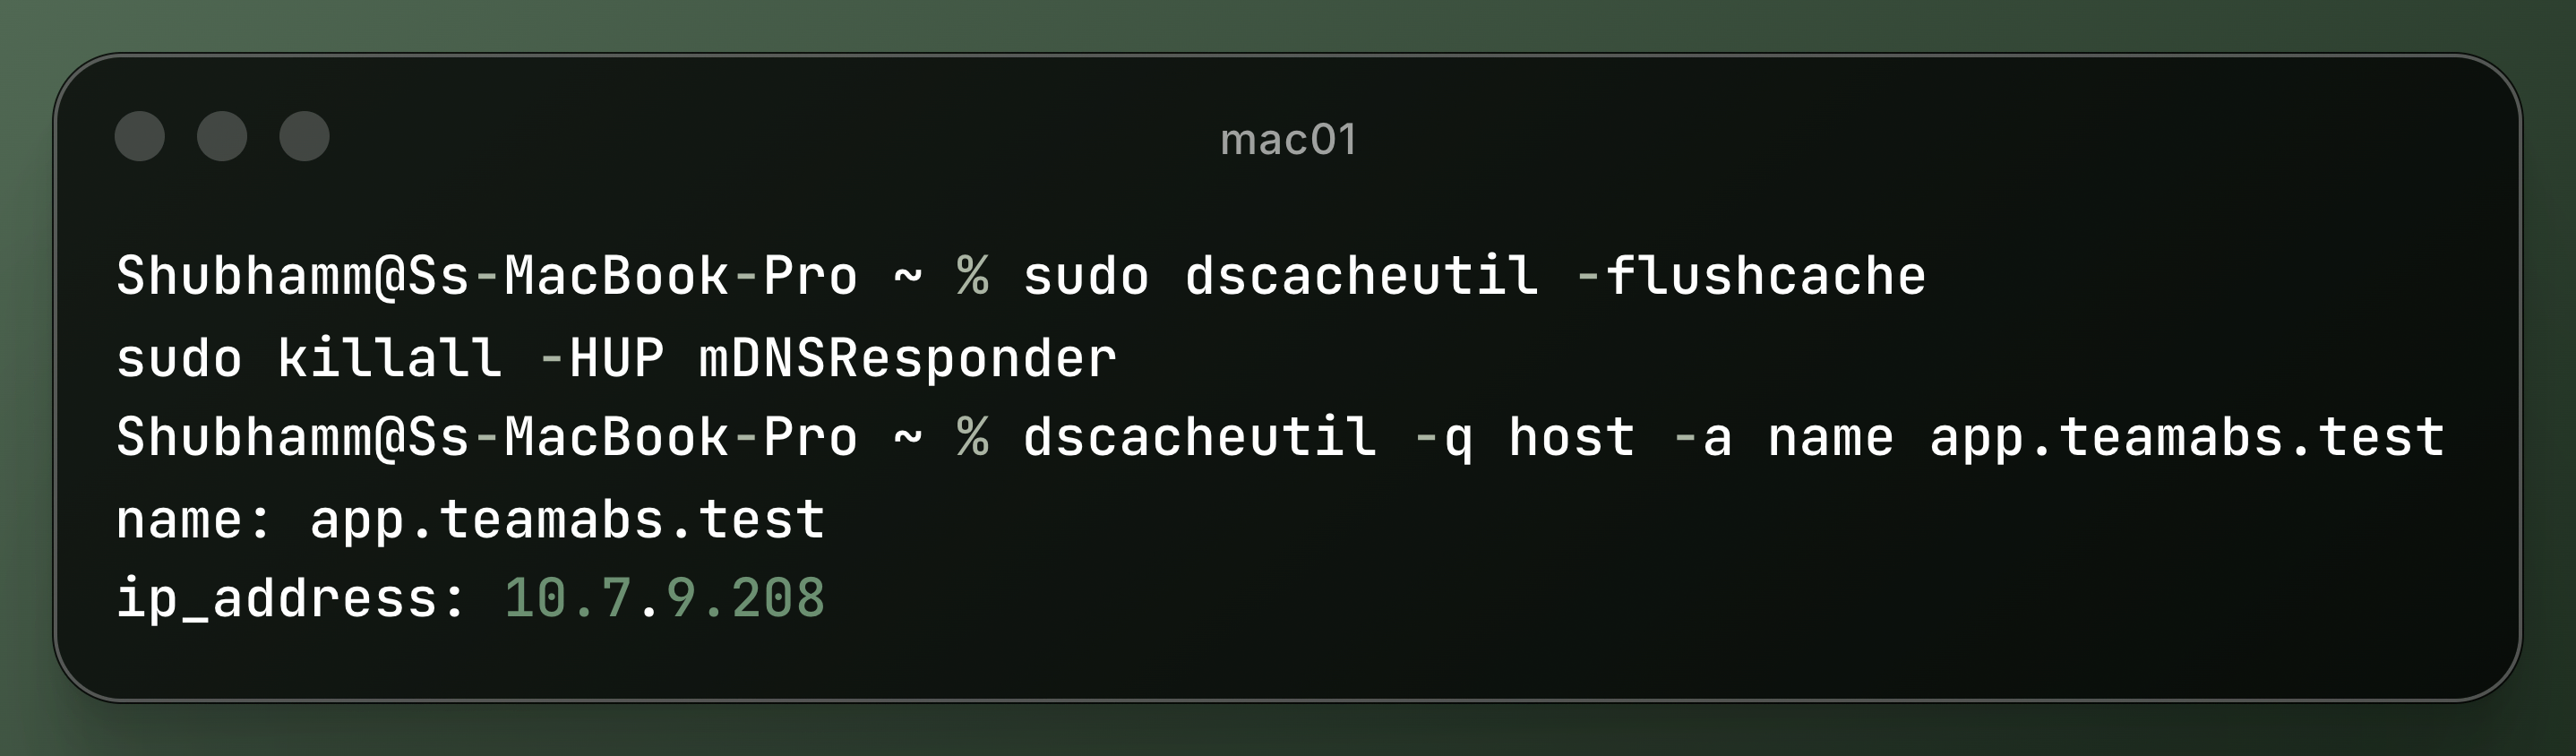 mac01
Shubhamm@Ss-MacBook-Pro ~ % sudo dscacheutil -flushcache
sudo killall -HUP mDNSResponder
Shubhamm@Ss-MacBook-Pro ~ % dscacheutil -q host -a name app.teamabs.test
name: app.teamabs.test
ip_address: 10.7.9.208